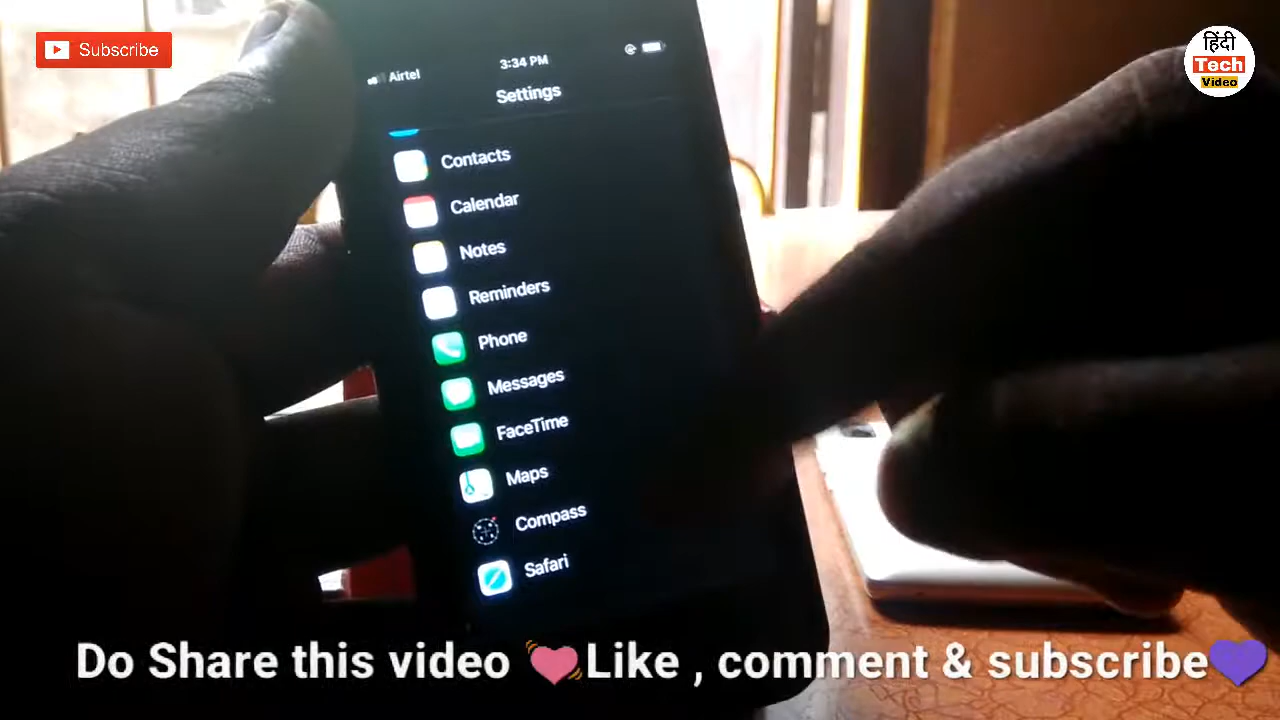 Subscribe
हिंदी
Tech
Video
Airtel
3:34 PM
Settings
Contacts
Calendar
Notes
Reminders
Phone
Messages
FaceTime
Maps
Compass
Safari
Do Share this video 💓Like , comment & subscribe💜